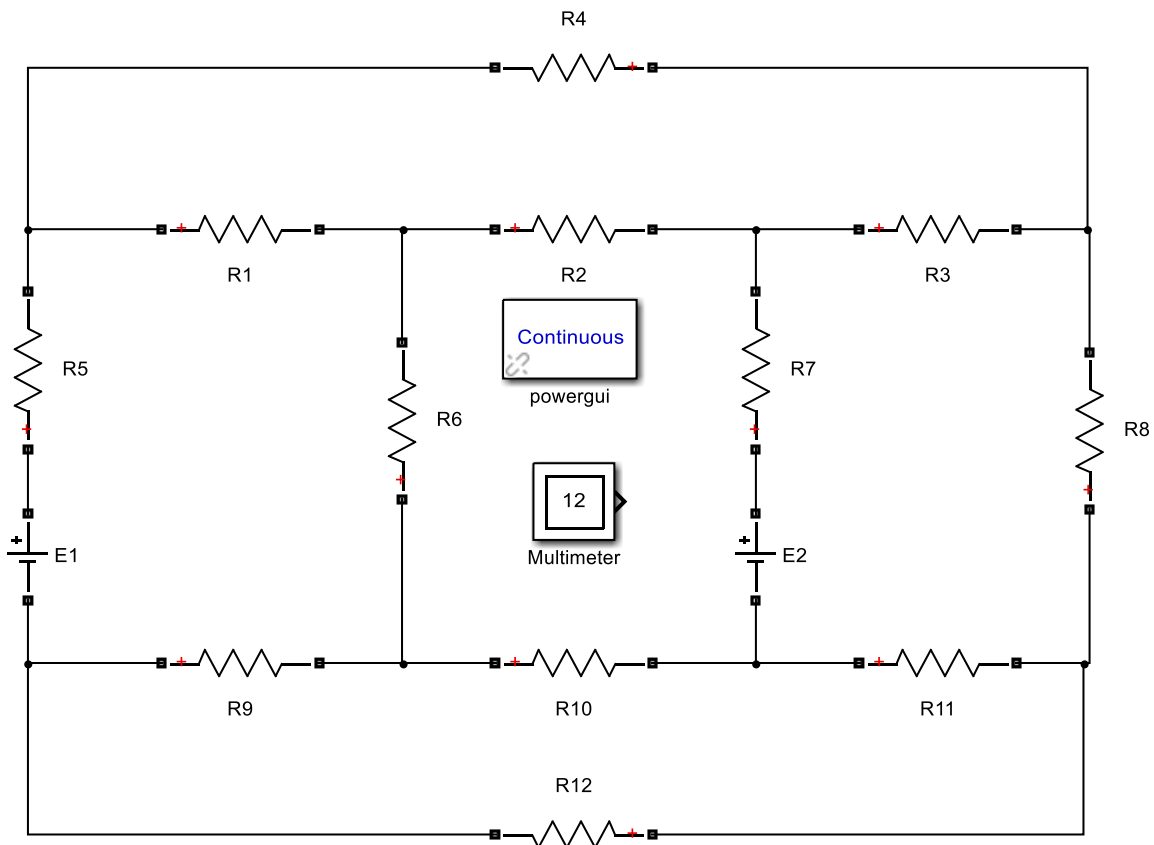 R4
R1
R2
R3
Continuous
powergui
R5
R6
R7
R8
12
Multimeter
E1
E2
R9
R10
R11
R12